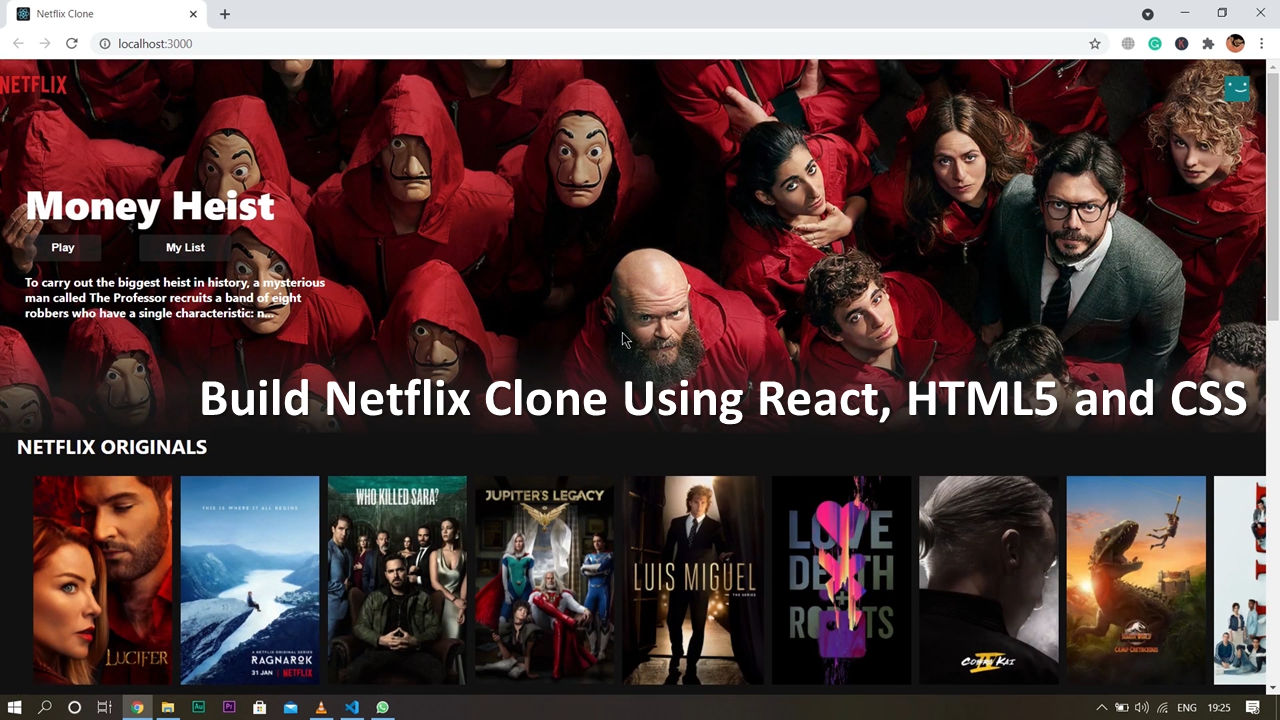 Netflix Clone
localhost:3000
NETFLIX
Money Heist
Play
My List
To carry out the biggest heist in history, a mysterious
man called The Professor recruits a band of eight
robbers who have a single characteristic: n...
Build Netflix Clone Using React, HTML5 and CSS
NETFLIX ORIGINALS
LUCIFER
THIS IS WHERE IT ALL BEGINS
A NETFLIX ORIGINAL SERIES
RAGNARÖK
31 JAN | NETFLIX
WHO KILLED SARA?
JUPITER'S LEGACY
LUIS MIGUEL
THE SERIES
LOVE
DEATH
+
ROBOTS
COBRA KAI
JURASSIC WORLD
CAMP CRETACEOUS
Au
Pr
ENG
19:25